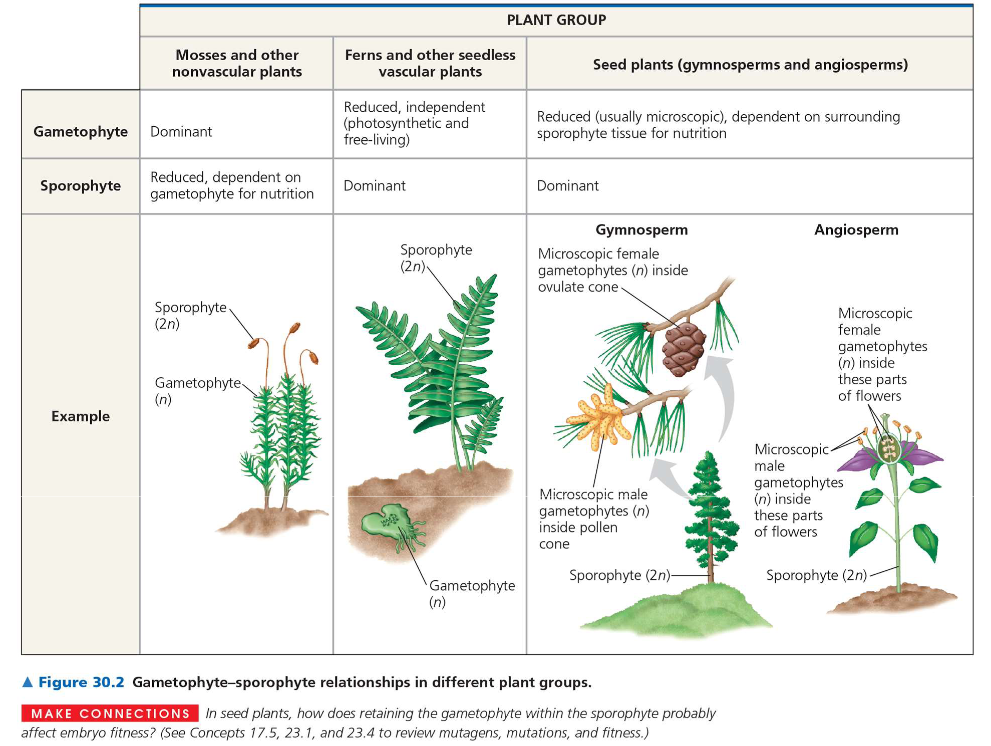 PLANT GROUP
Mosses and other
nonvascular plants
Ferns and other seedless
vascular plants
Seed plants (gymnosperms and angiosperms)
Gametophyte
Dominant
Reduced, independent
(photosynthetic and
free-living)
Reduced (usually microscopic), dependent on surrounding
sporophyte tissue for nutrition
Sporophyte
Reduced, dependent on
gametophyte for nutrition
Dominant
Dominant
Example
Sporophyte
(2n)
Gametophyte
(n)
Sporophyte
(2n)
Gametophyte
(n)
Gymnosperm
Microscopic female
gametophytes (n) inside
ovulate cone
Microscopic male
gametophytes (n)
inside pollen
cone
Sporophyte (2n)
Angiosperm
Microscopic
female
gametophytes
(n) inside
these parts
of flowers
Microscopic
male
gametophytes
(n) inside
these parts
of flowers
Sporophyte (2n)
▲ Figure 30.2 Gametophyte–sporophyte relationships in different plant groups.
MAKE CONNECTIONS In seed plants, how does retaining the gametophyte within the sporophyte probably
affect embryo fitness? (See Concepts 17.5, 23.1, and 23.4 to review mutagens, mutations, and fitness.)